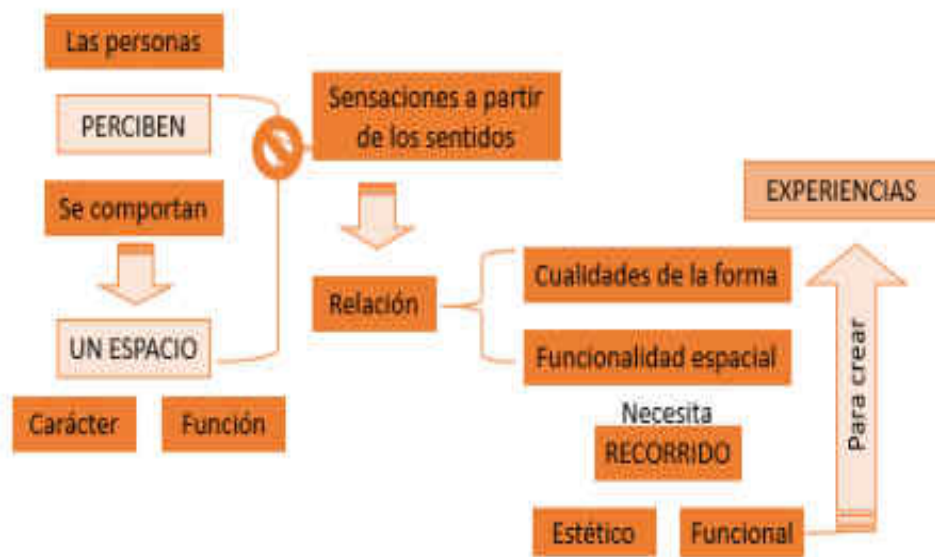 Las personas
PERCIBEN
Se comportan
UN ESPACIO
Carácter
Función
Sensaciones a partir
de los sentidos
Relación
Cualidades de la forma
Funcionalidad espacial
Necesita
RECORRIDO
Estético
Funcional
Para crear
EXPERIENCIAS